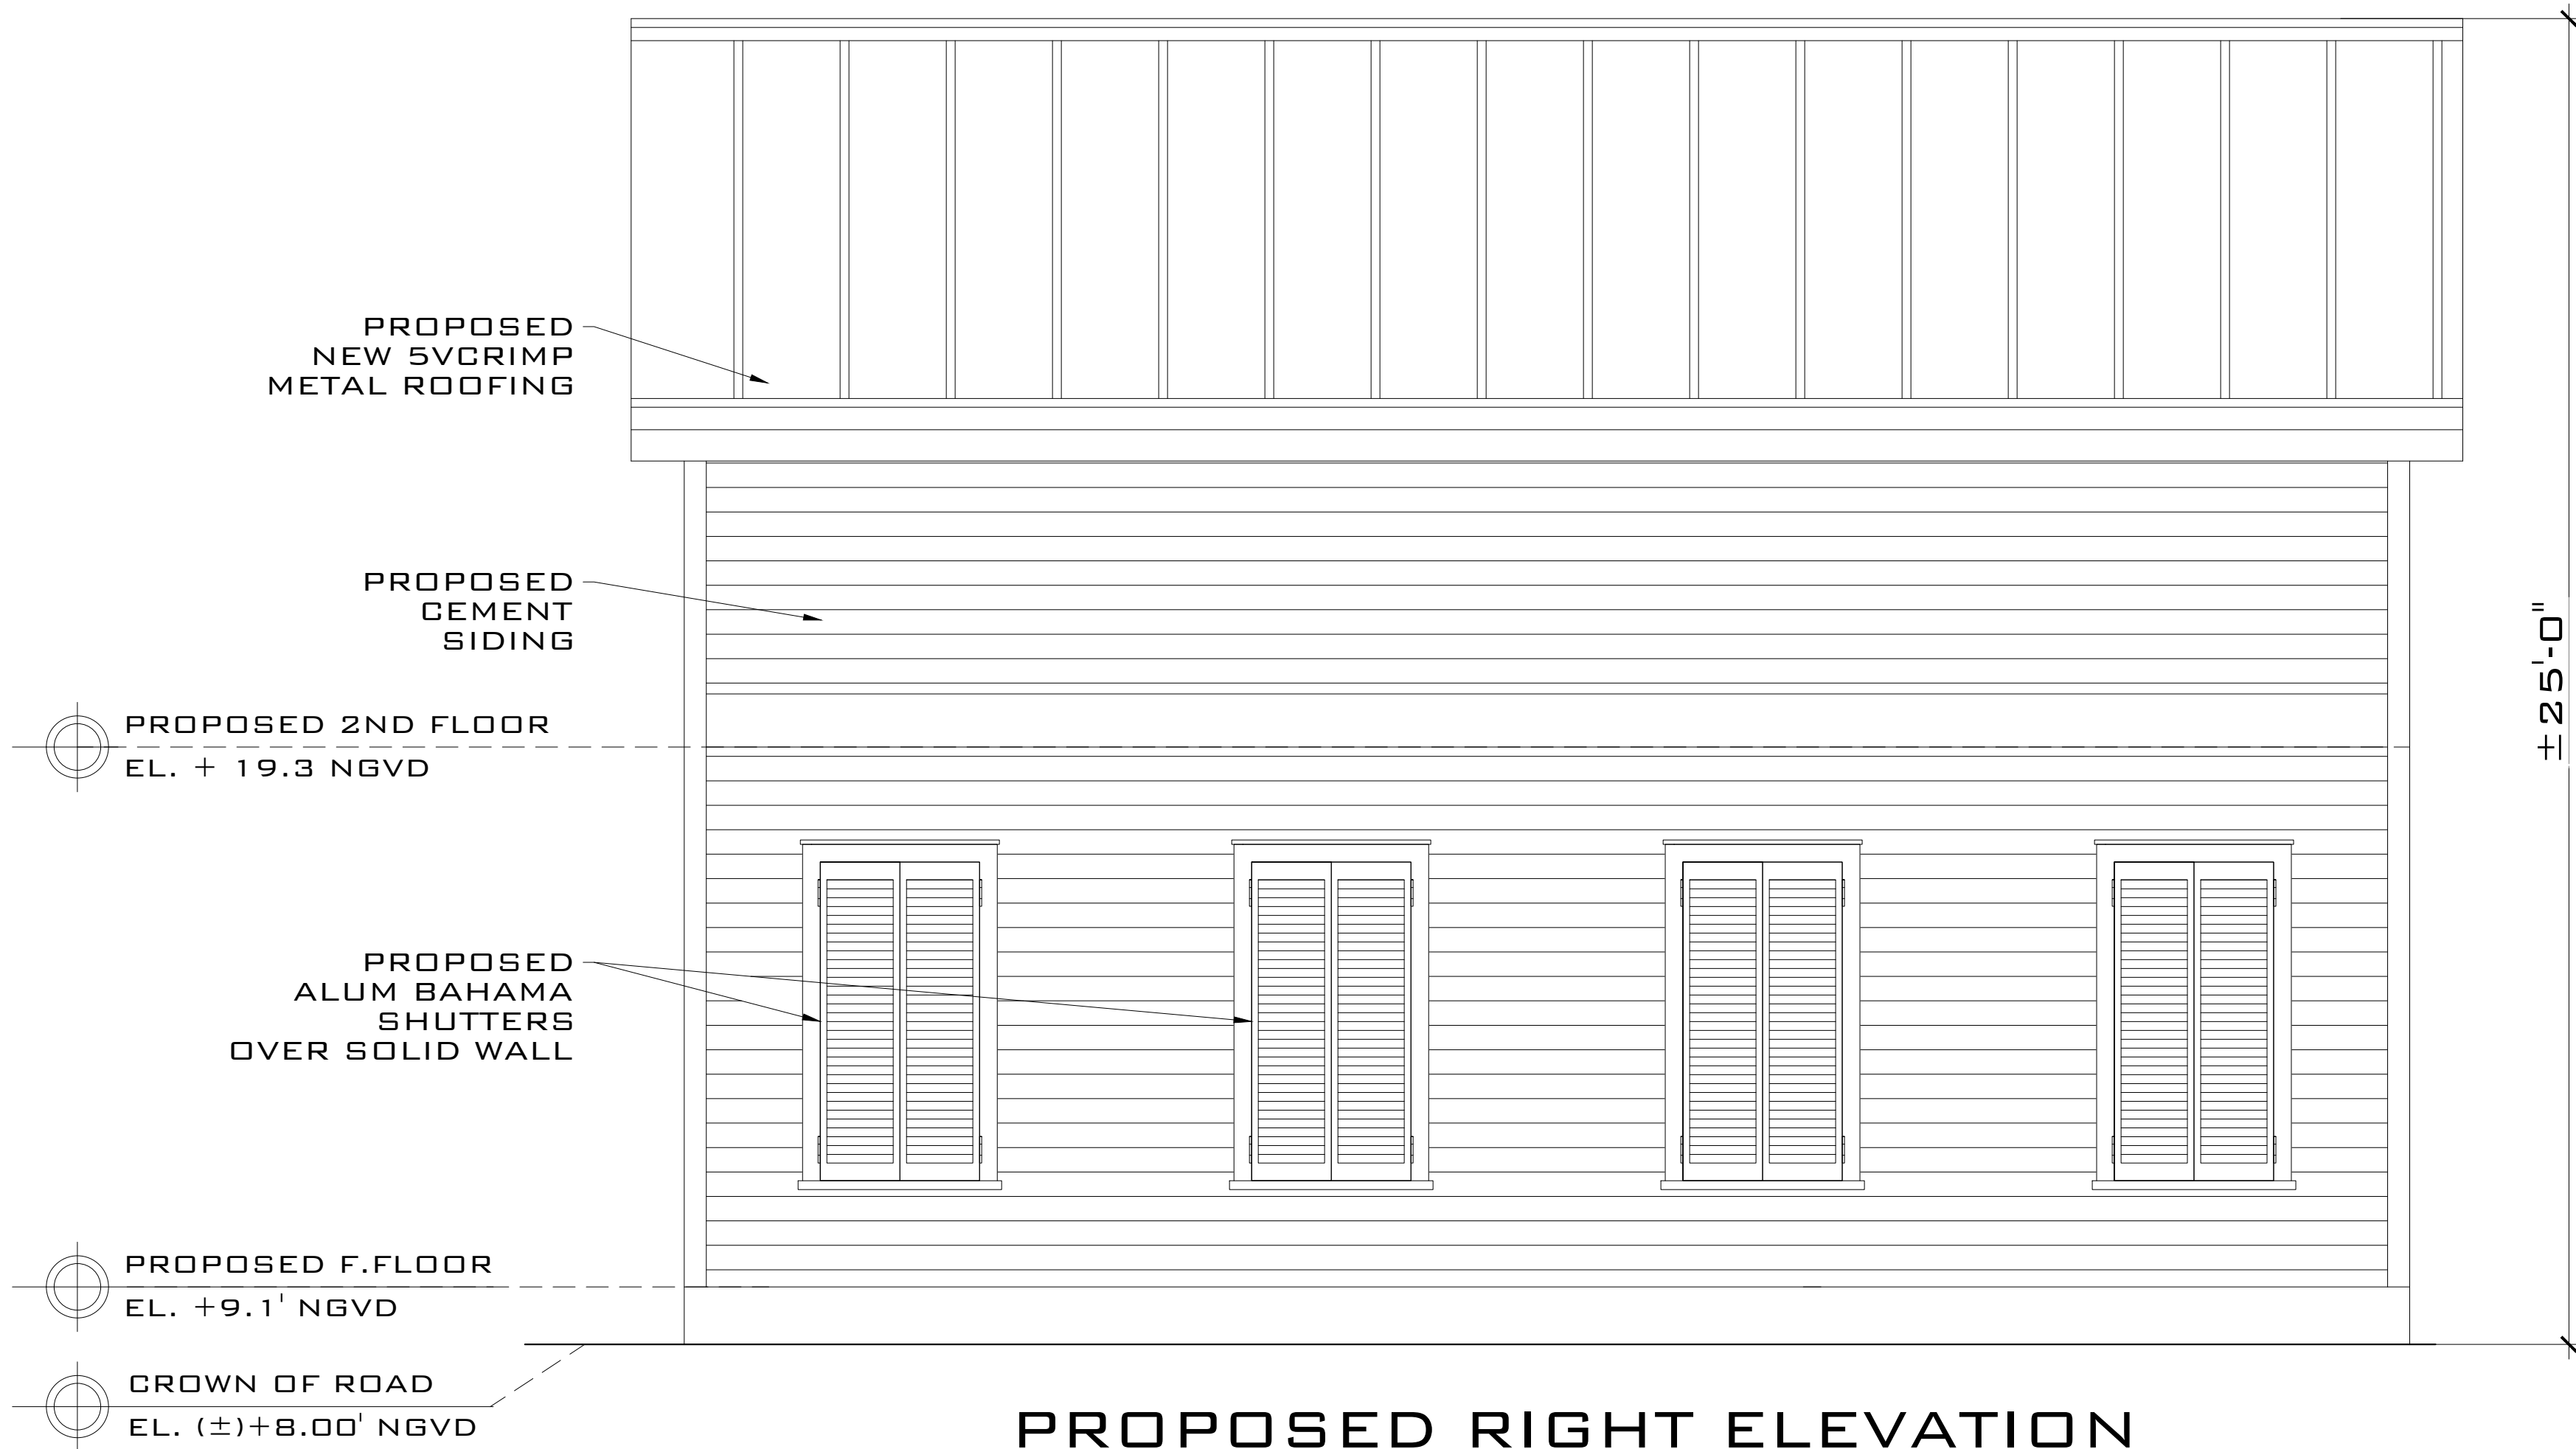 PROPOSED
NEW 5VCRIMP
METAL ROOFING
PROPOSED
CEMENT
SIDING
PROPOSED 2ND FLOOR
EL. + 19.3 NGVD
±25'-0"
PROPOSED
ALUM BAHAMA
SHUTTERS
OVER SOLID WALL
PROPOSED F.FLOOR
EL. +9.1' NGVD
CROWN OF ROAD
EL. (±)+8.00' NGVD
PROPOSED RIGHT ELEVATION